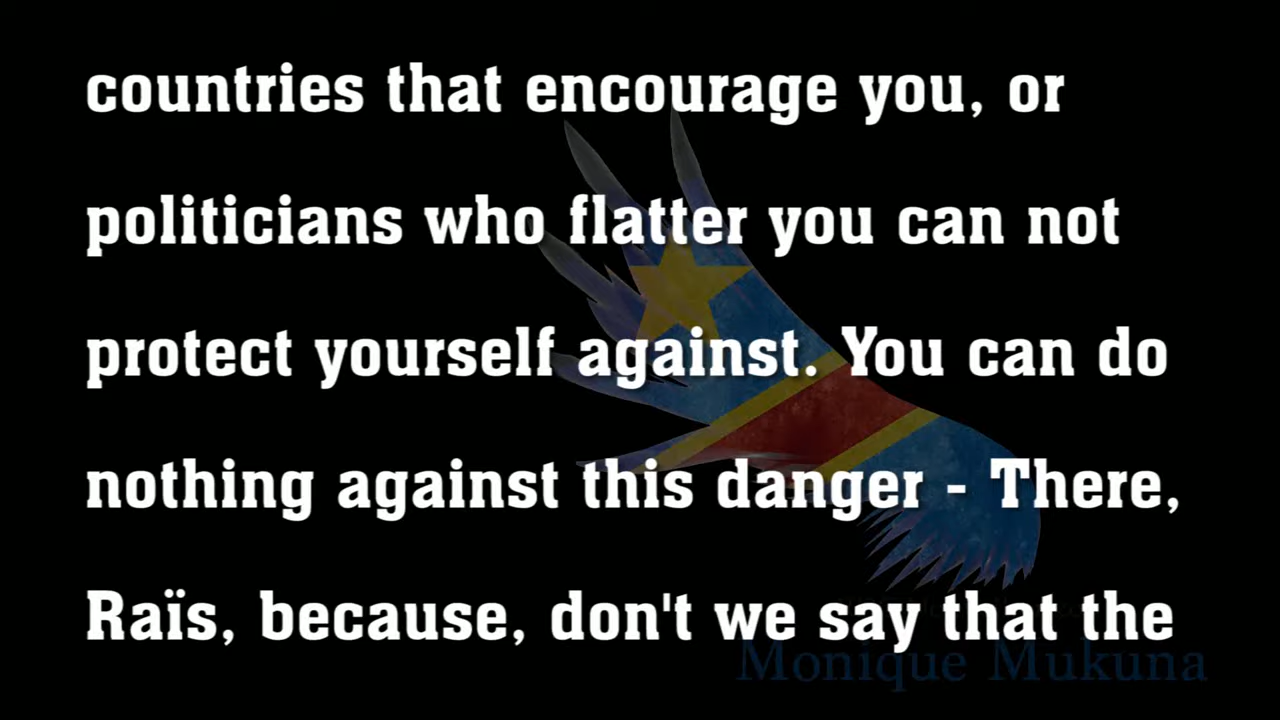 countries that encourage you, or
politicians who flatter you can not
protect yourself against. You can do
nothing against this danger - There,
Raïs, because, don't we say that the
Monique Mukuna